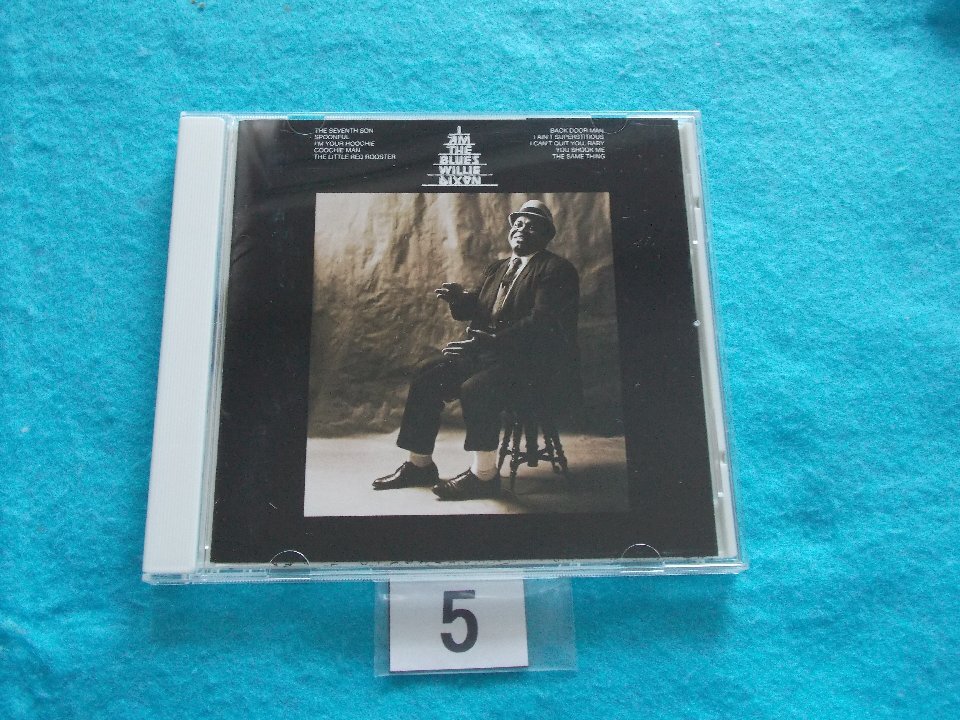 THE SEVENTH SON
SPOONFUL
I'M YOUR HOOCHIE
COOCHIE MAN
THE LITTLE RED ROOSTER
I
AM
THE
BLUES
WILLIE
DIXON
BACK DOOR MAN
I AIN'T SUPERSTITIOUS
I CAN'T QUIT YOU, BABY
YOU SHOOK ME
THE SAME THING
5